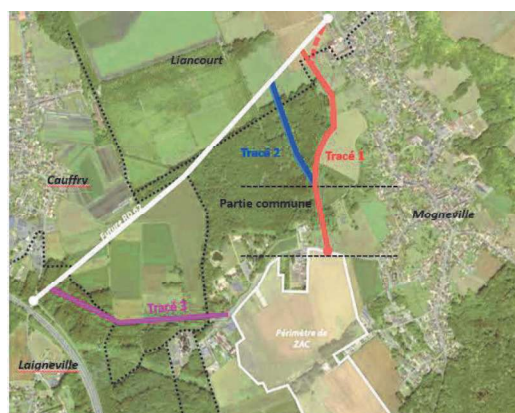 Liancourt
Tracé 2
Tracé 1
Cauffry
Partie commune
Mogneville
Future RD 62
Tracé 3
Périmètre de
ZAC
Laigneville